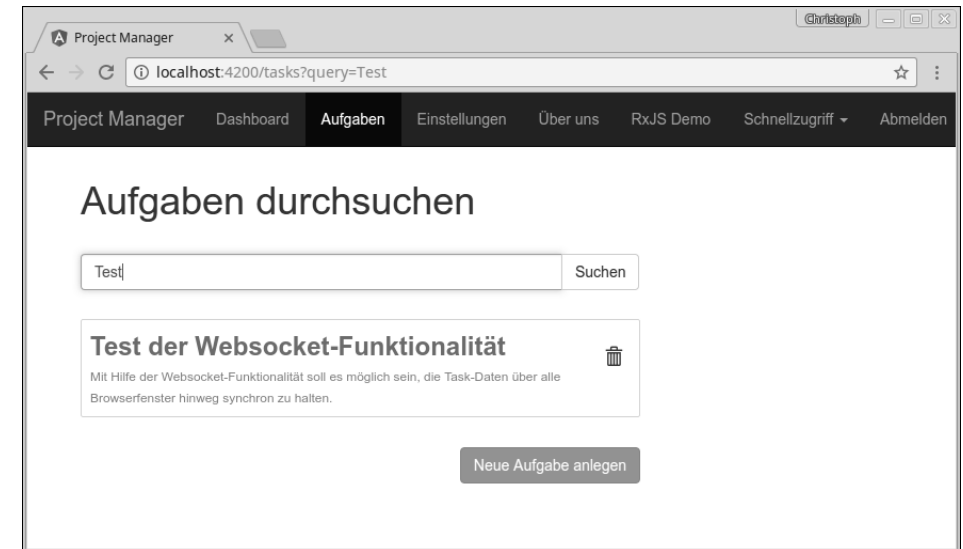 Christoph
Project Manager
localhost:4200/tasks?query=Test
Project Manager Dashboard Aufgaben Einstellungen Über uns RxJS Demo Schnellzugriff Abmelden
Aufgaben durchsuchen
Test Suchen
Test der Websocket-Funktionalität
Mit Hilfe der Websocket-Funktionalität soll es möglich sein, die Task-Daten über alle
Browserfenster hinweg synchron zu halten.
Neue Aufgabe anlegen